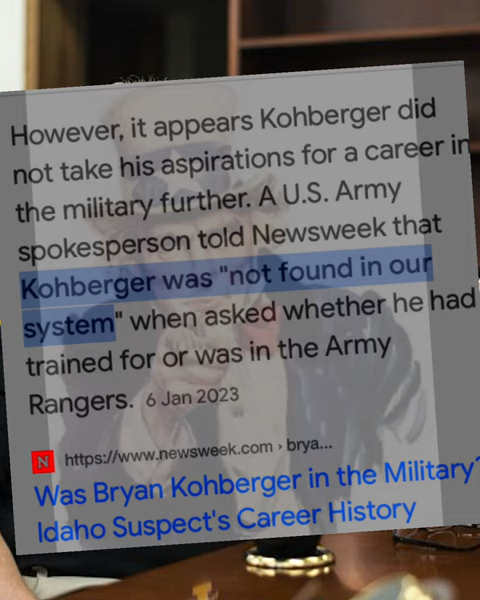 However, it appears Kohberger did
not take his aspirations for a career in
the military further. A U.S. Army
spokesperson told Newsweek that
Kohberger was "not found in our
system" when asked whether he had
trained for or was in the Army
Rangers. 6 Jan 2023
N https://www.newsweek.com › brya...
Was Bryan Kohberger in the Military?
Idaho Suspect's Career History